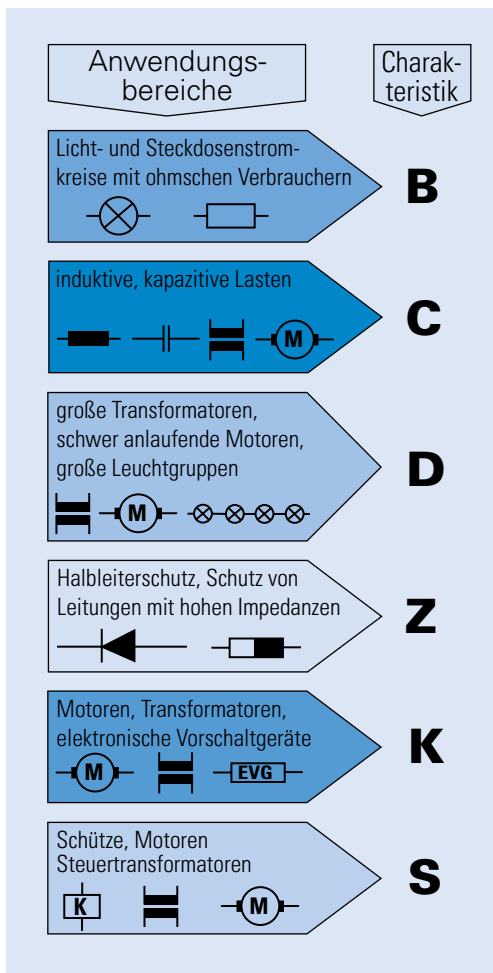 Anwendungs-
bereiche
Charak-
teristik
Licht- und Steckdosenstrom-
kreise mit ohmschen Verbrauchern
B
induktive, kapazitive Lasten
M
C
große Transformatoren,
schwer anlaufende Motoren,
große Leuchtgruppen
M
D
Halbleiterschutz, Schutz von
Leitungen mit hohen Impedanzen
Z
Motoren, Transformatoren,
elektronische Vorschaltgeräte
M EVG
K
Schütze, Motoren
Steuertransformatoren
K M
S